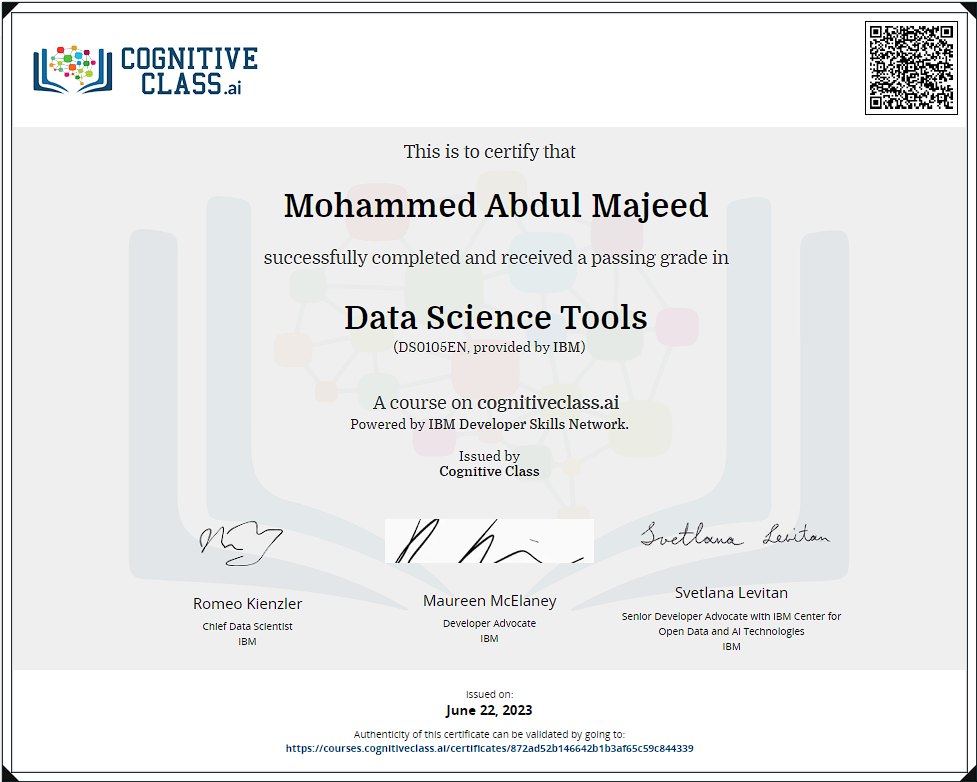 COGNITIVE
CLASS.ai
This is to certify that
Mohammed Abdul Majeed
successfully completed and received a passing grade in
Data Science Tools
(DS0105EN, provided by IBM)
A course on cognitiveclass.ai
Powered by IBM Developer Skills Network.
Issued by
Cognitive Class
Svetlana Levitan
Romeo Kienzler
Chief Data Scientist
IBM
Maureen McElaney
Developer Advocate
IBM
Svetlana Levitan
Senior Developer Advocate with IBM Center for
Open Data and AI Technologies
IBM
Issued on:
June 22, 2023
Authenticity of this certificate can be validated by going to:
https://courses.cognitiveclass.ai/certificates/872ad52b146642b1b3af65c59c844339